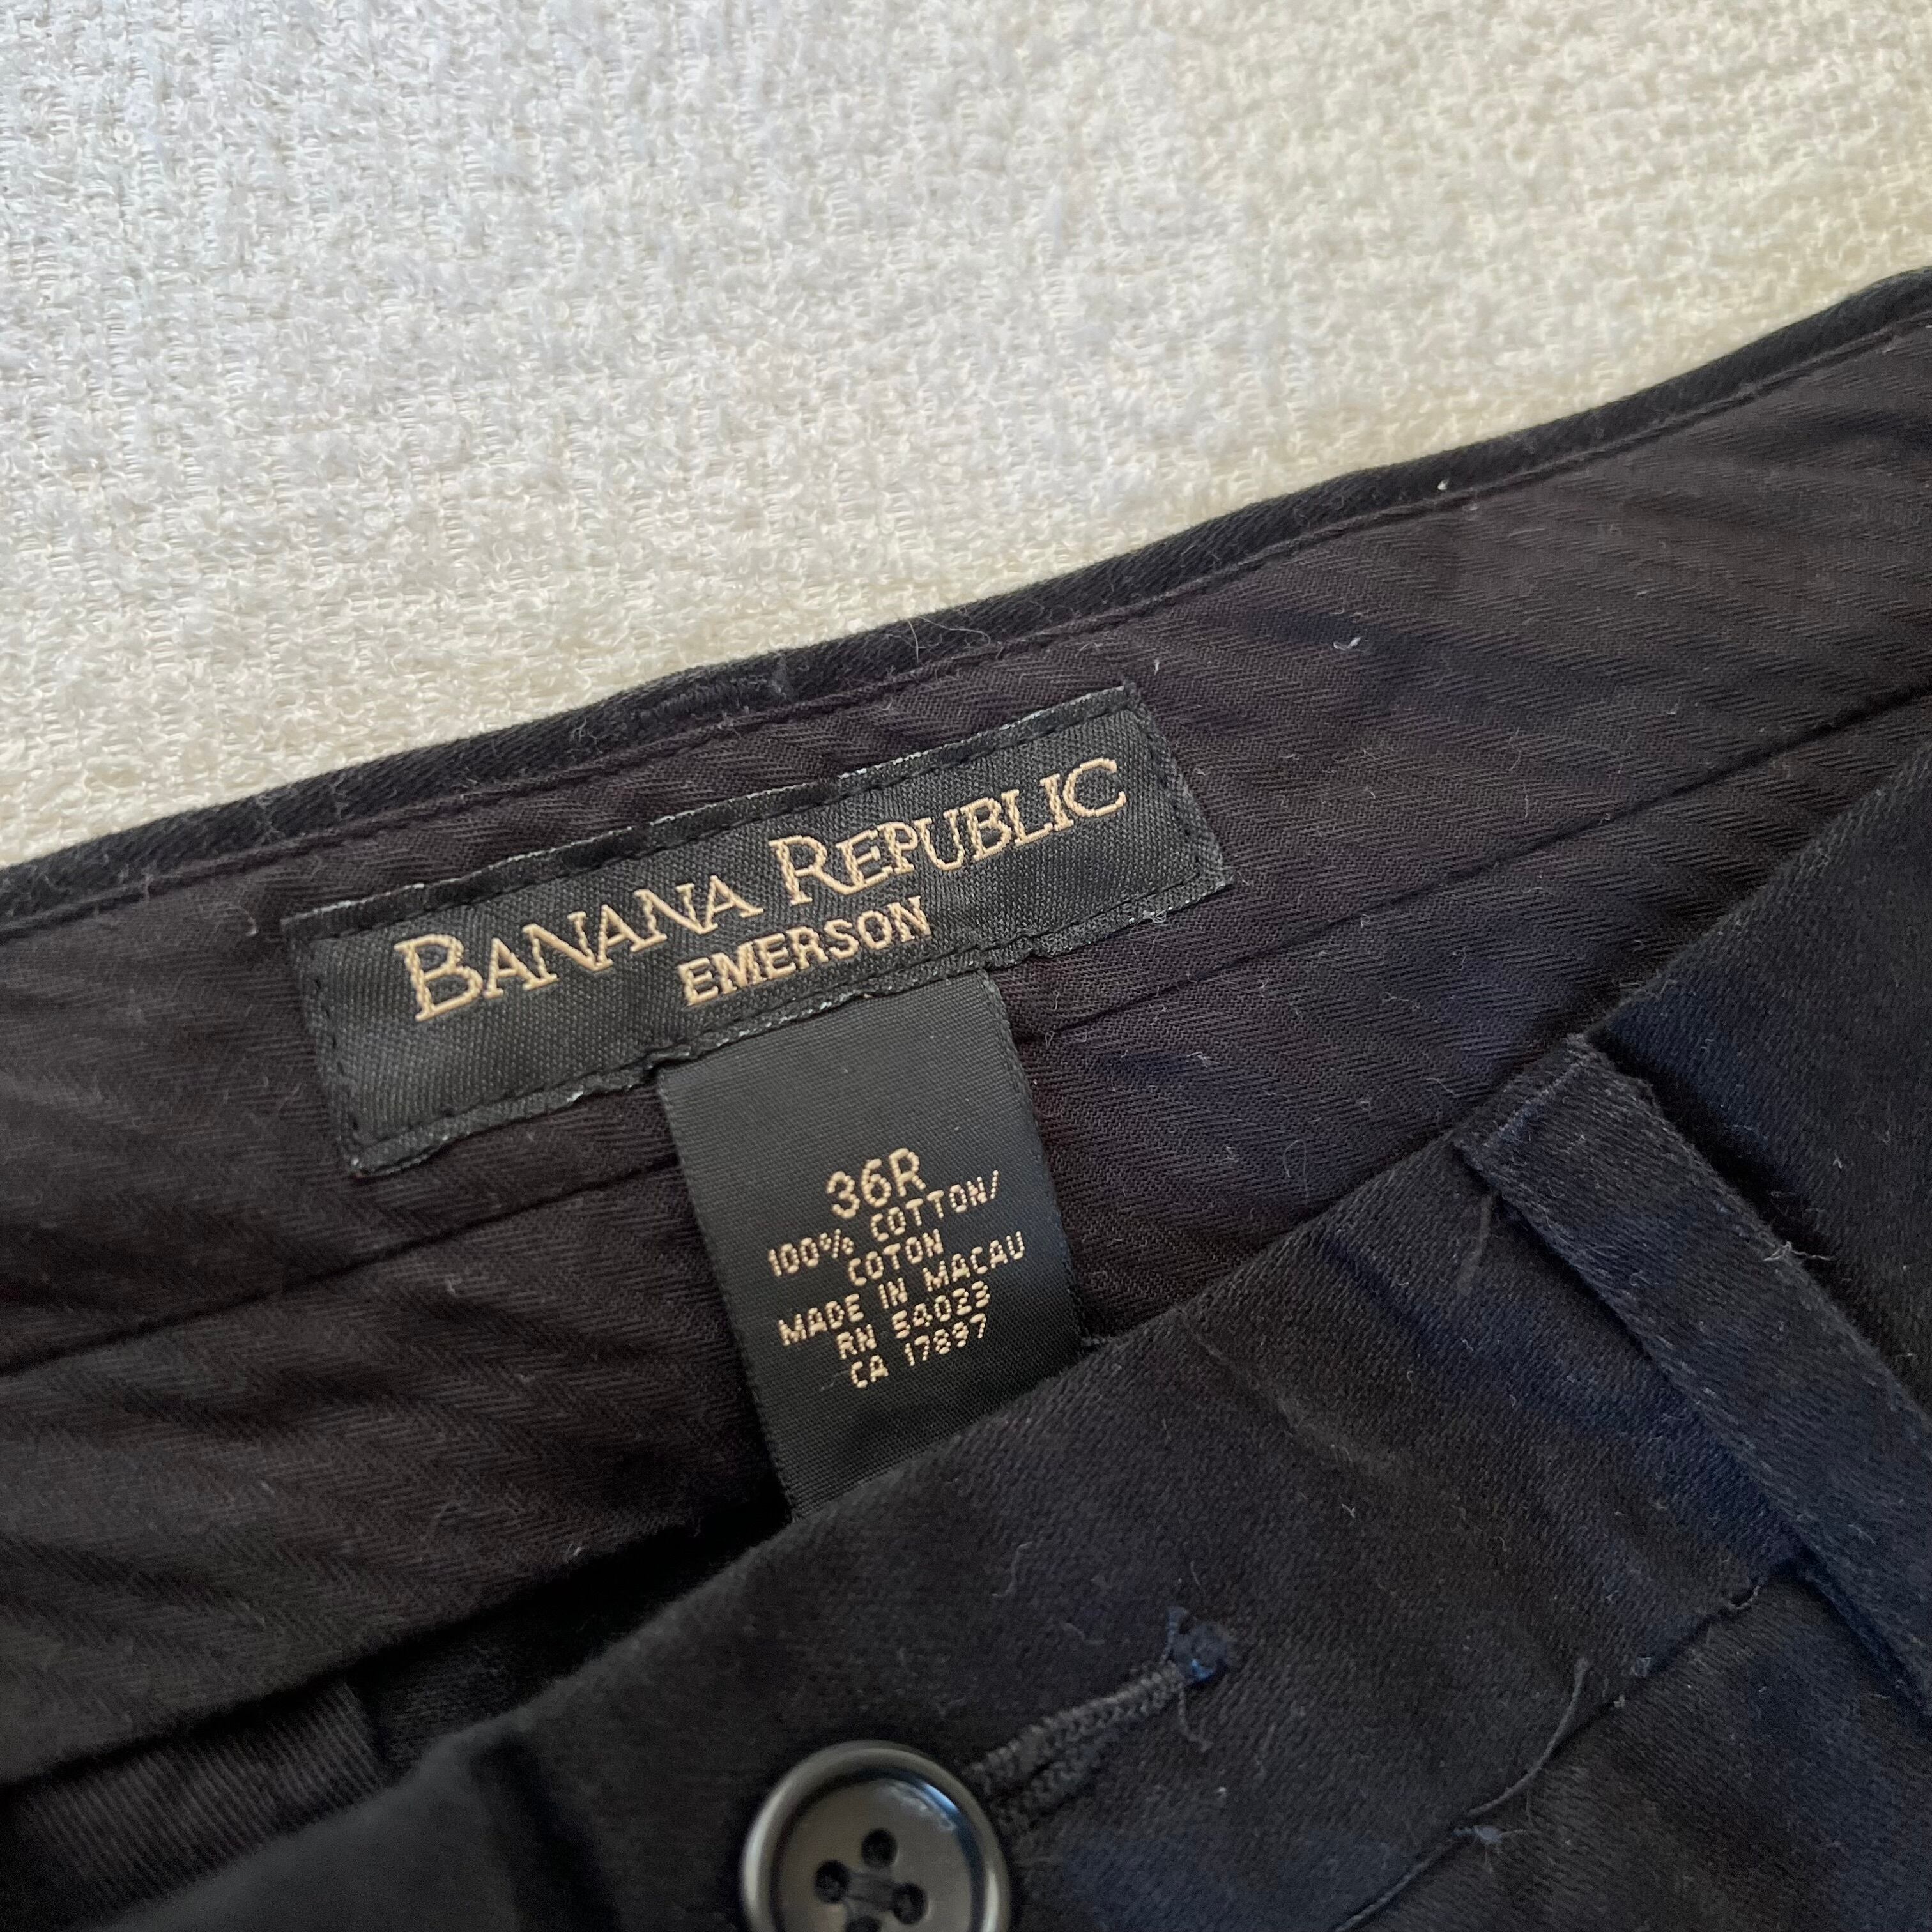 BANANA REPUBLIC
EMERSON
36R
100% COTTON/
COTON
MADE IN MACAU
RN 54023
CA 17897